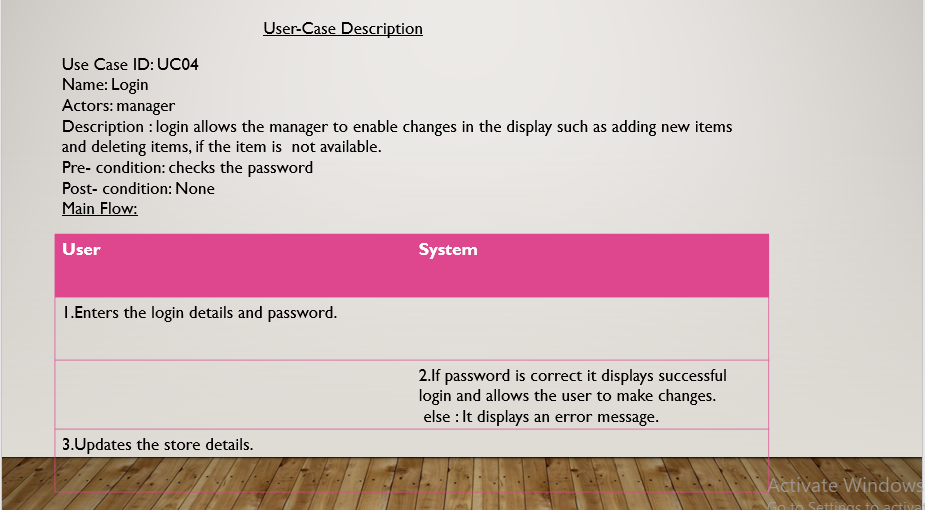 User-Case Description
Use Case ID: UC04
Name: Login
Actors: manager
Description : login allows the manager to enable changes in the display such as adding new items
and deleting items, if the item is  not available.
Pre- condition: checks the password
Post- condition: None
Main Flow:
User System
1.Enters the login details and password.
2.If password is correct it displays successful
login and allows the user to make changes.
else : It displays an error message.
3.Updates the store details.
Activate Windows
Go to Settings to activa